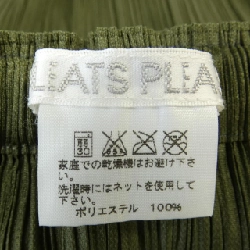 LEATS PLEA
家庭での乾燥機はお避け下さ
い。
洗濯時にはネットを使用して
下さい。
ポリエステル 100%